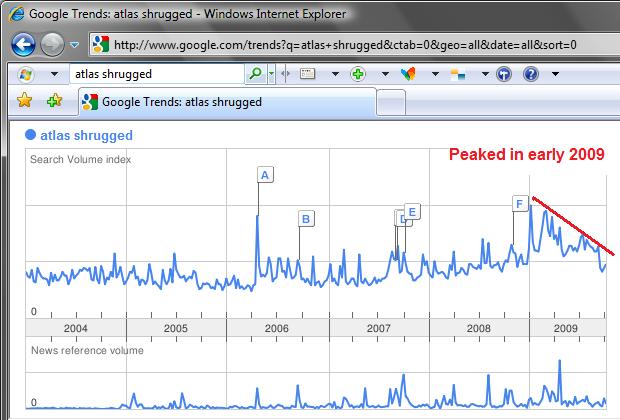 Google Trends: atlas shrugged - Windows Internet Explorer
http://www.google.com/trends?q=atlas+shrugged&ctab=0&geo=all&date=all&sort=0
atlas shrugged
Google Trends: atlas shrugged
atlas shrugged
Search Volume index
Peaked in early 2009
A
B
D
E
F
0
2004 2005 2006 2007 2008 2009
News reference volume
0